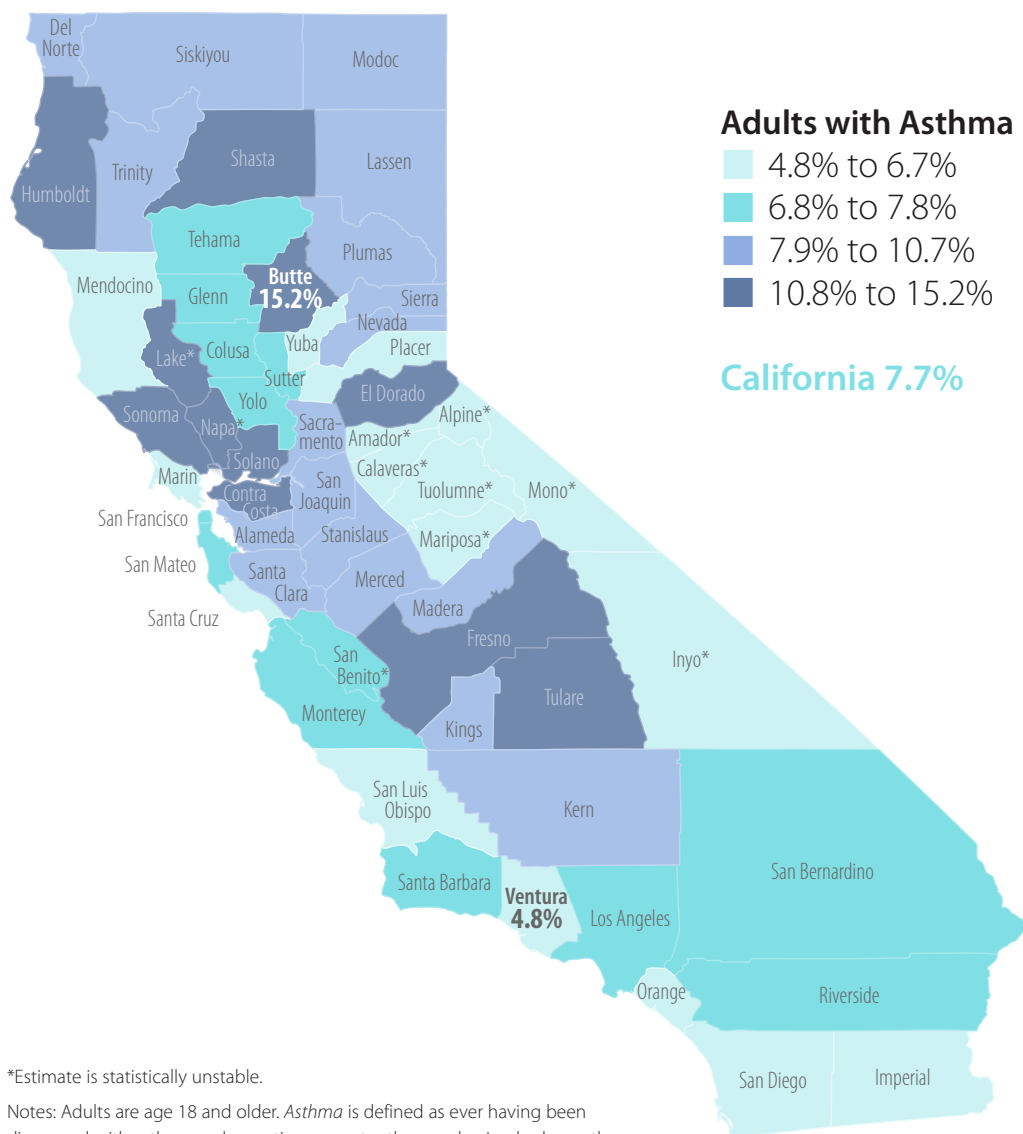 Del
Norte
Siskiyou
Modoc
Adults with Asthma
4.8% to 6.7%
6.8% to 7.8%
7.9% to 10.7%
10.8% to 15.2%
California 7.7%
Humboldt
Trinity
Shasta
Lassen
Tehama
Plumas
Mendocino
Butte
15.2%
Glenn
Sierra
Nevada
Lake*
Colusa
Yuba
Placer
Sutter
Yolo
El Dorado
Sonoma
Napa*
Sacra-
mento
Alpine*
Amador*
Solano
Marin
Calaveras*
Tuolumne*
Mono*
Contra
Costa
San
Joaquin
San Francisco
Alameda
Stanislaus
Mariposa*
San Mateo
Santa
Clara
Merced
Santa Cruz
Madera
Fresno
San
Benito*
Inyo*
Monterey
Tulare
Kings
San Luis
Obispo
Kern
Santa Barbara
Ventura
4.8%
Los Angeles
San Bernardino
Orange
Riverside
San Diego
Imperial
*Estimate is statistically unstable.
Notes: Adults are age 18 and older. Asthma is defined as ever having been